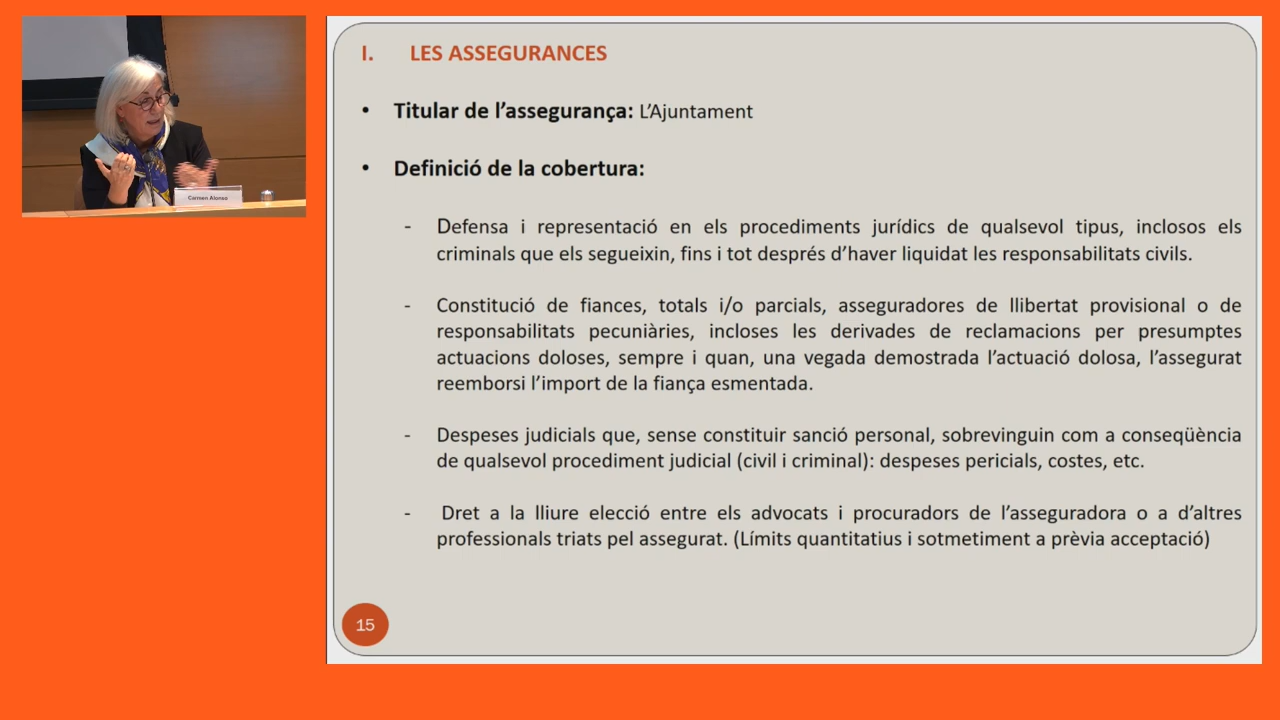 Carmen Alonso
I. LES ASSEGURANCES
• Titular de l’assegurança: L’Ajuntament
• Definició de la cobertura:
- Defensa i representació en els procediments jurídics de qualsevol tipus, inclosos els
criminals que els segueixin, fins i tot després d’haver liquidat les responsabilitats civils.
- Constitució de fiances, totals i/o parcials, asseguradores de llibertat provisional o de
responsabilitats pecuniàries, incloses les derivades de reclamacions per presumptes
actuacions doloses, sempre i quan, una vegada demostrada l’actuació dolosa, l’assegurat
reemborsi l’import de la fiança esmentada.
- Despeses judicials que, sense constituir sanció personal, sobrevinguin com a conseqüència
de qualsevol procediment judicial (civil i criminal): despeses pericials, costes, etc.
- Dret a la lliure elecció entre els advocats i procuradors de l’asseguradora o a d’altres
professionals triats pel assegurat. (Límits quantitatius i sotmetiment a prèvia acceptació)
15